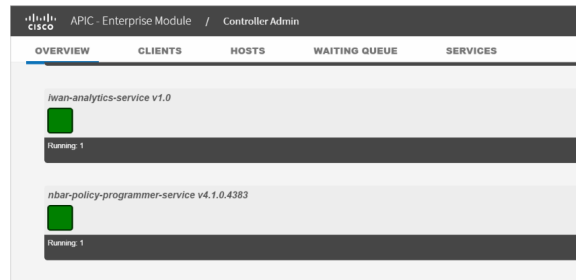 CISCO APIC - Enterprise Module / Controller Admin
OVERVIEW CLIENTS HOSTS WAITING QUEUE SERVICES
iwan-analytics-service v1.0
Running: 1
nbar-policy-programmer-service v4.1.0.4383
Running: 1